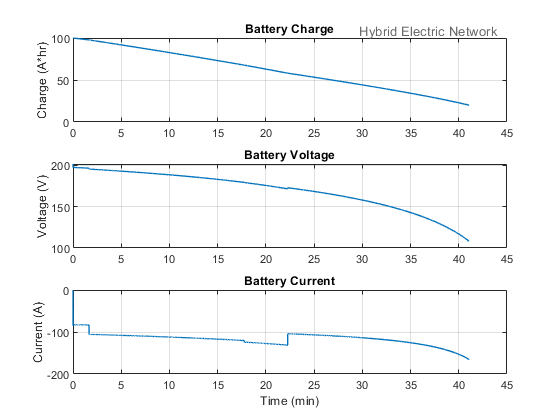 Battery Charge
Hybrid Electric Network
Charge (A*hr)
100
50
0
0 5 10 15 20 25 30 35 40 45
Battery Voltage
Voltage (V)
200
150
100
0 5 10 15 20 25 30 35 40 45
Battery Current
Current (A)
0
-100
-200
0 5 10 15 20 25 30 35 40 45
Time (min)